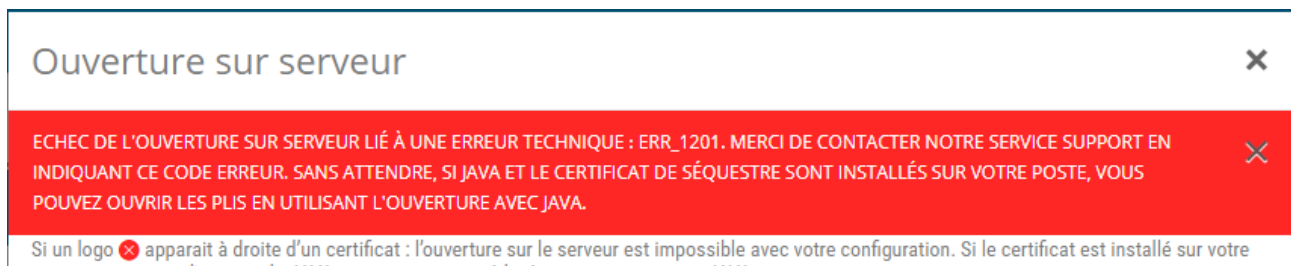 Ouverture sur serveur
ECHEC DE L'OUVERTURE SUR SERVEUR LIÉ À UNE ERREUR TECHNIQUE : ERR_1201. MERCI DE CONTACTER NOTRE SERVICE SUPPORT EN
INDIQUANT CE CODE ERREUR. SANS ATTENDRE, SI JAVA ET LE CERTIFICAT DE SÉQUESTRE SONT INSTALLÉS SUR VOTRE POSTE, VOUS
POUVEZ OUVRIR LES PLIS EN UTILISANT L'OUVERTURE AVEC JAVA.
Si un logo apparait à droite d’un certificat : l’ouverture sur le serveur est impossible avec votre configuration. Si le certificat est installé sur votre